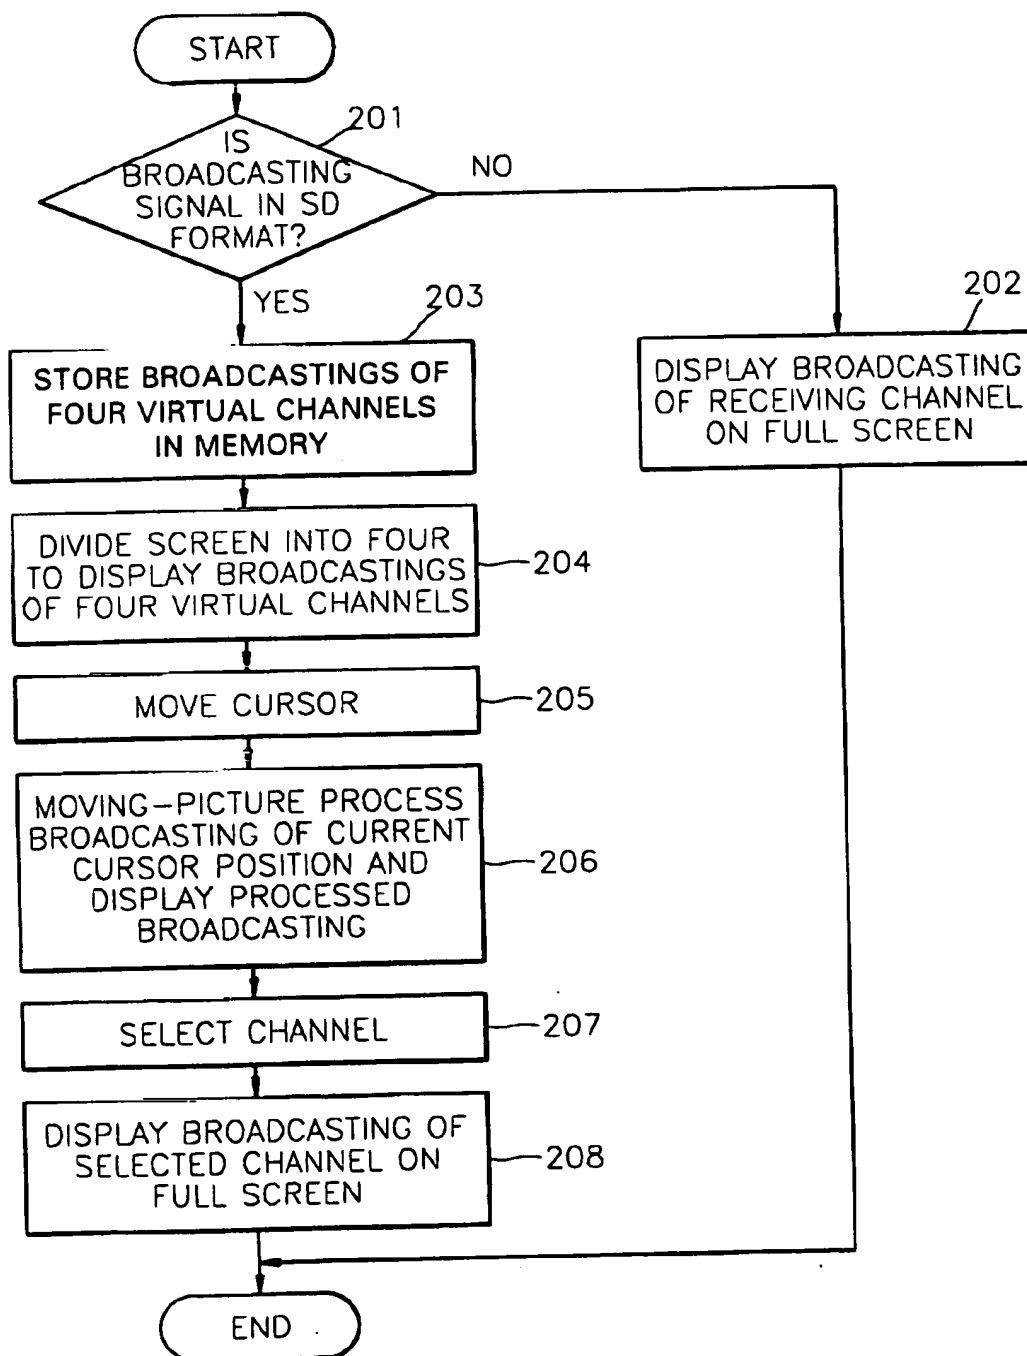 START
201
IS
BROADCASTING
SIGNAL IN SD
FORMAT?
NO
YES
203
STORE BROADCASTINGS OF
FOUR VIRTUAL CHANNELS
IN MEMORY
202
DISPLAY BROADCASTING
OF RECEIVING CHANNEL
ON FULL SCREEN
DIVIDE SCREEN INTO FOUR
TO DISPLAY BROADCASTINGS
OF FOUR VIRTUAL CHANNELS
204
MOVE CURSOR
205
MOVING-PICTURE PROCESS
BROADCASTING OF CURRENT
CURSOR POSITION AND
DISPLAY PROCESSED
BROADCASTING
206
SELECT CHANNEL
207
DISPLAY BROADCASTING OF
SELECTED CHANNEL ON
FULL SCREEN
208
END